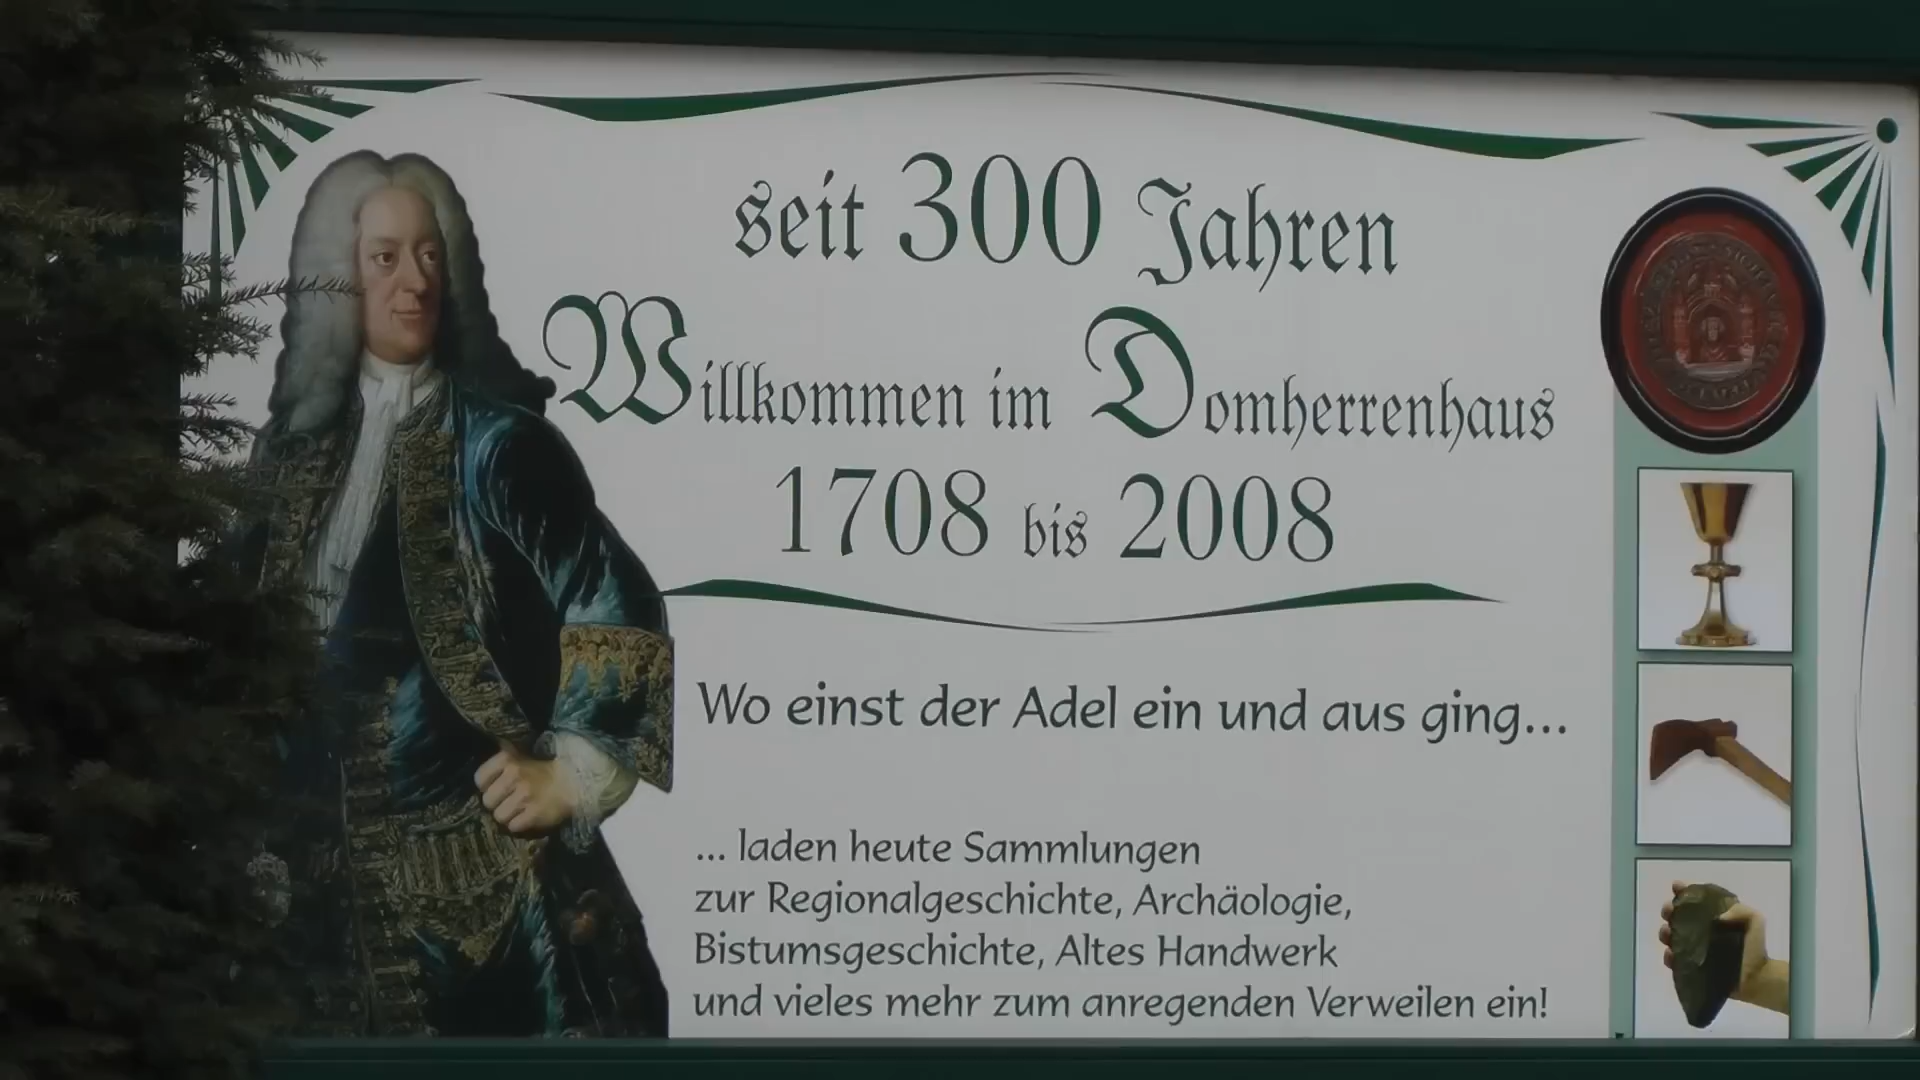 seit 300 Jahren
Willkommen im Domherrenhaus
1708 bis 2008
Wo einst der Adel ein und aus ging...
... laden heute Sammlungen
zur Regionalgeschichte, Archäologie,
Bistumsgeschichte, Altes Handwerk
und vieles mehr zum anregenden Verweilen ein!